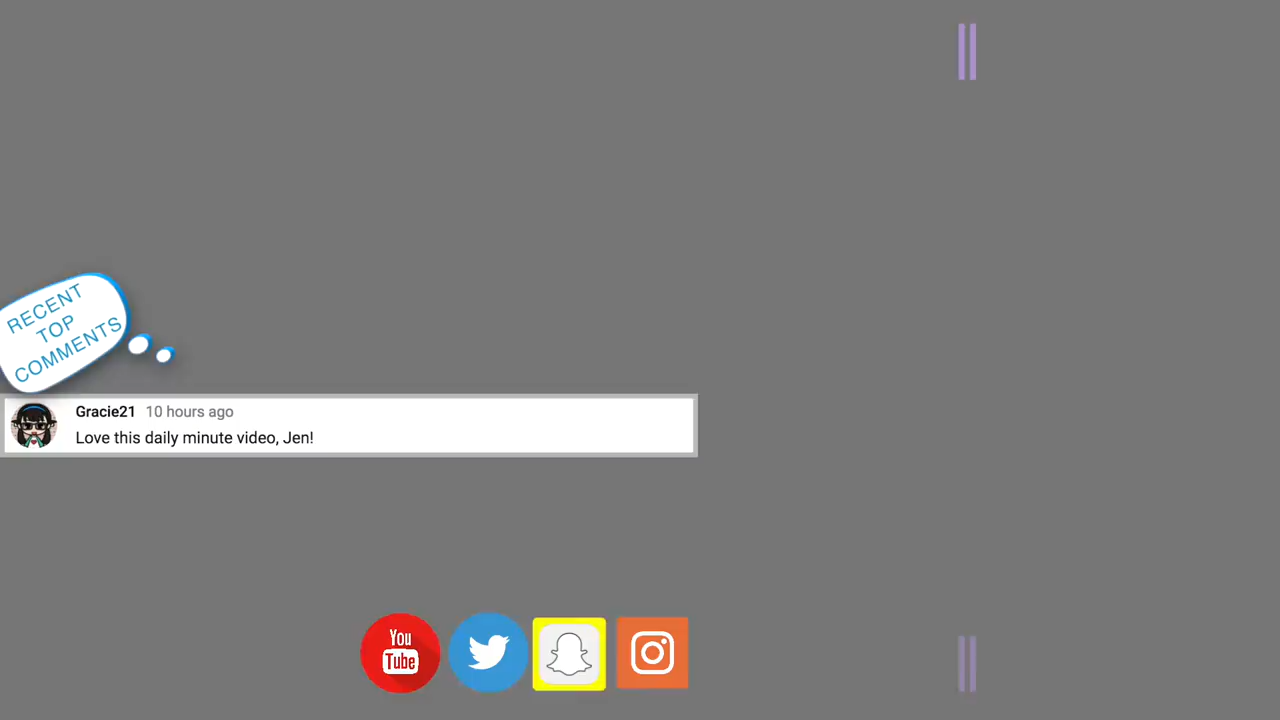 RECENT
TOP
COMMENTS
Gracie21 10 hours ago
Love this daily minute video, Jen!
You
Tube